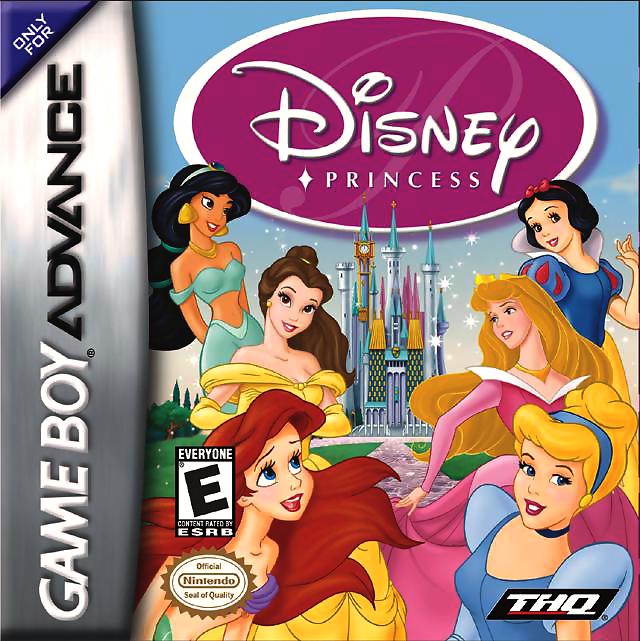 ONLY
FOR
GAME BOY ADVANCE
®
Disney
PRINCESS
EVERYONE
E
®
CONTENT RATED BY
ESRB
Official
Nintendo
Seal of Quality
THQ
®